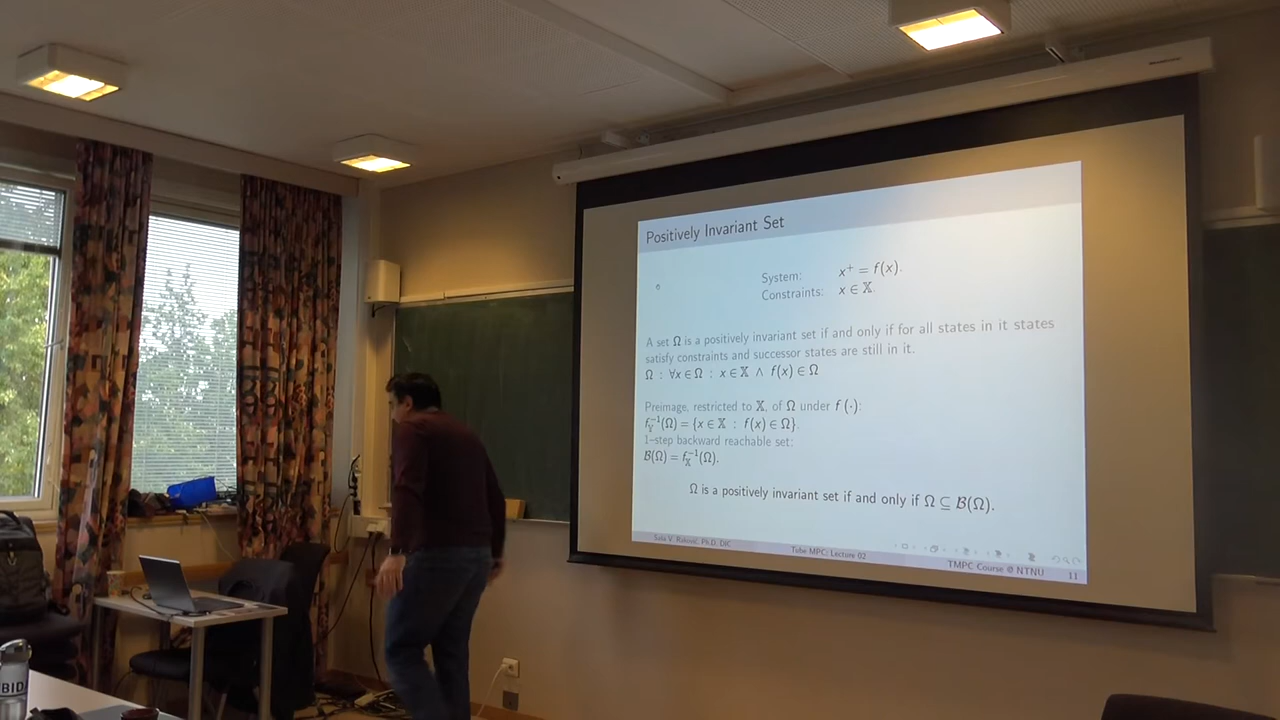 Positively Invariant Set
System: x⁺ = f(x).
Constraints: x ∈ 𝕏.
A set Ω is a positively invariant set if and only if for all states in it states
satisfy constraints and successor states are still in it.
Ω : ∀x ∈ Ω : x ∈ 𝕏 ∧ f(x) ∈ Ω
Preimage, restricted to 𝕏, of Ω under f (·):
f_𝕏⁻¹(Ω) = {x ∈ 𝕏 : f(x) ∈ Ω}.
1–step backward reachable set:
ℬ(Ω) = f_𝕏⁻¹(Ω).
Ω is a positively invariant set if and only if Ω ⊆ ℬ(Ω).
Saša V. Raković, Ph.D. DIC
Tube MPC: Lecture 02
TMPC Course @ NTNU
11